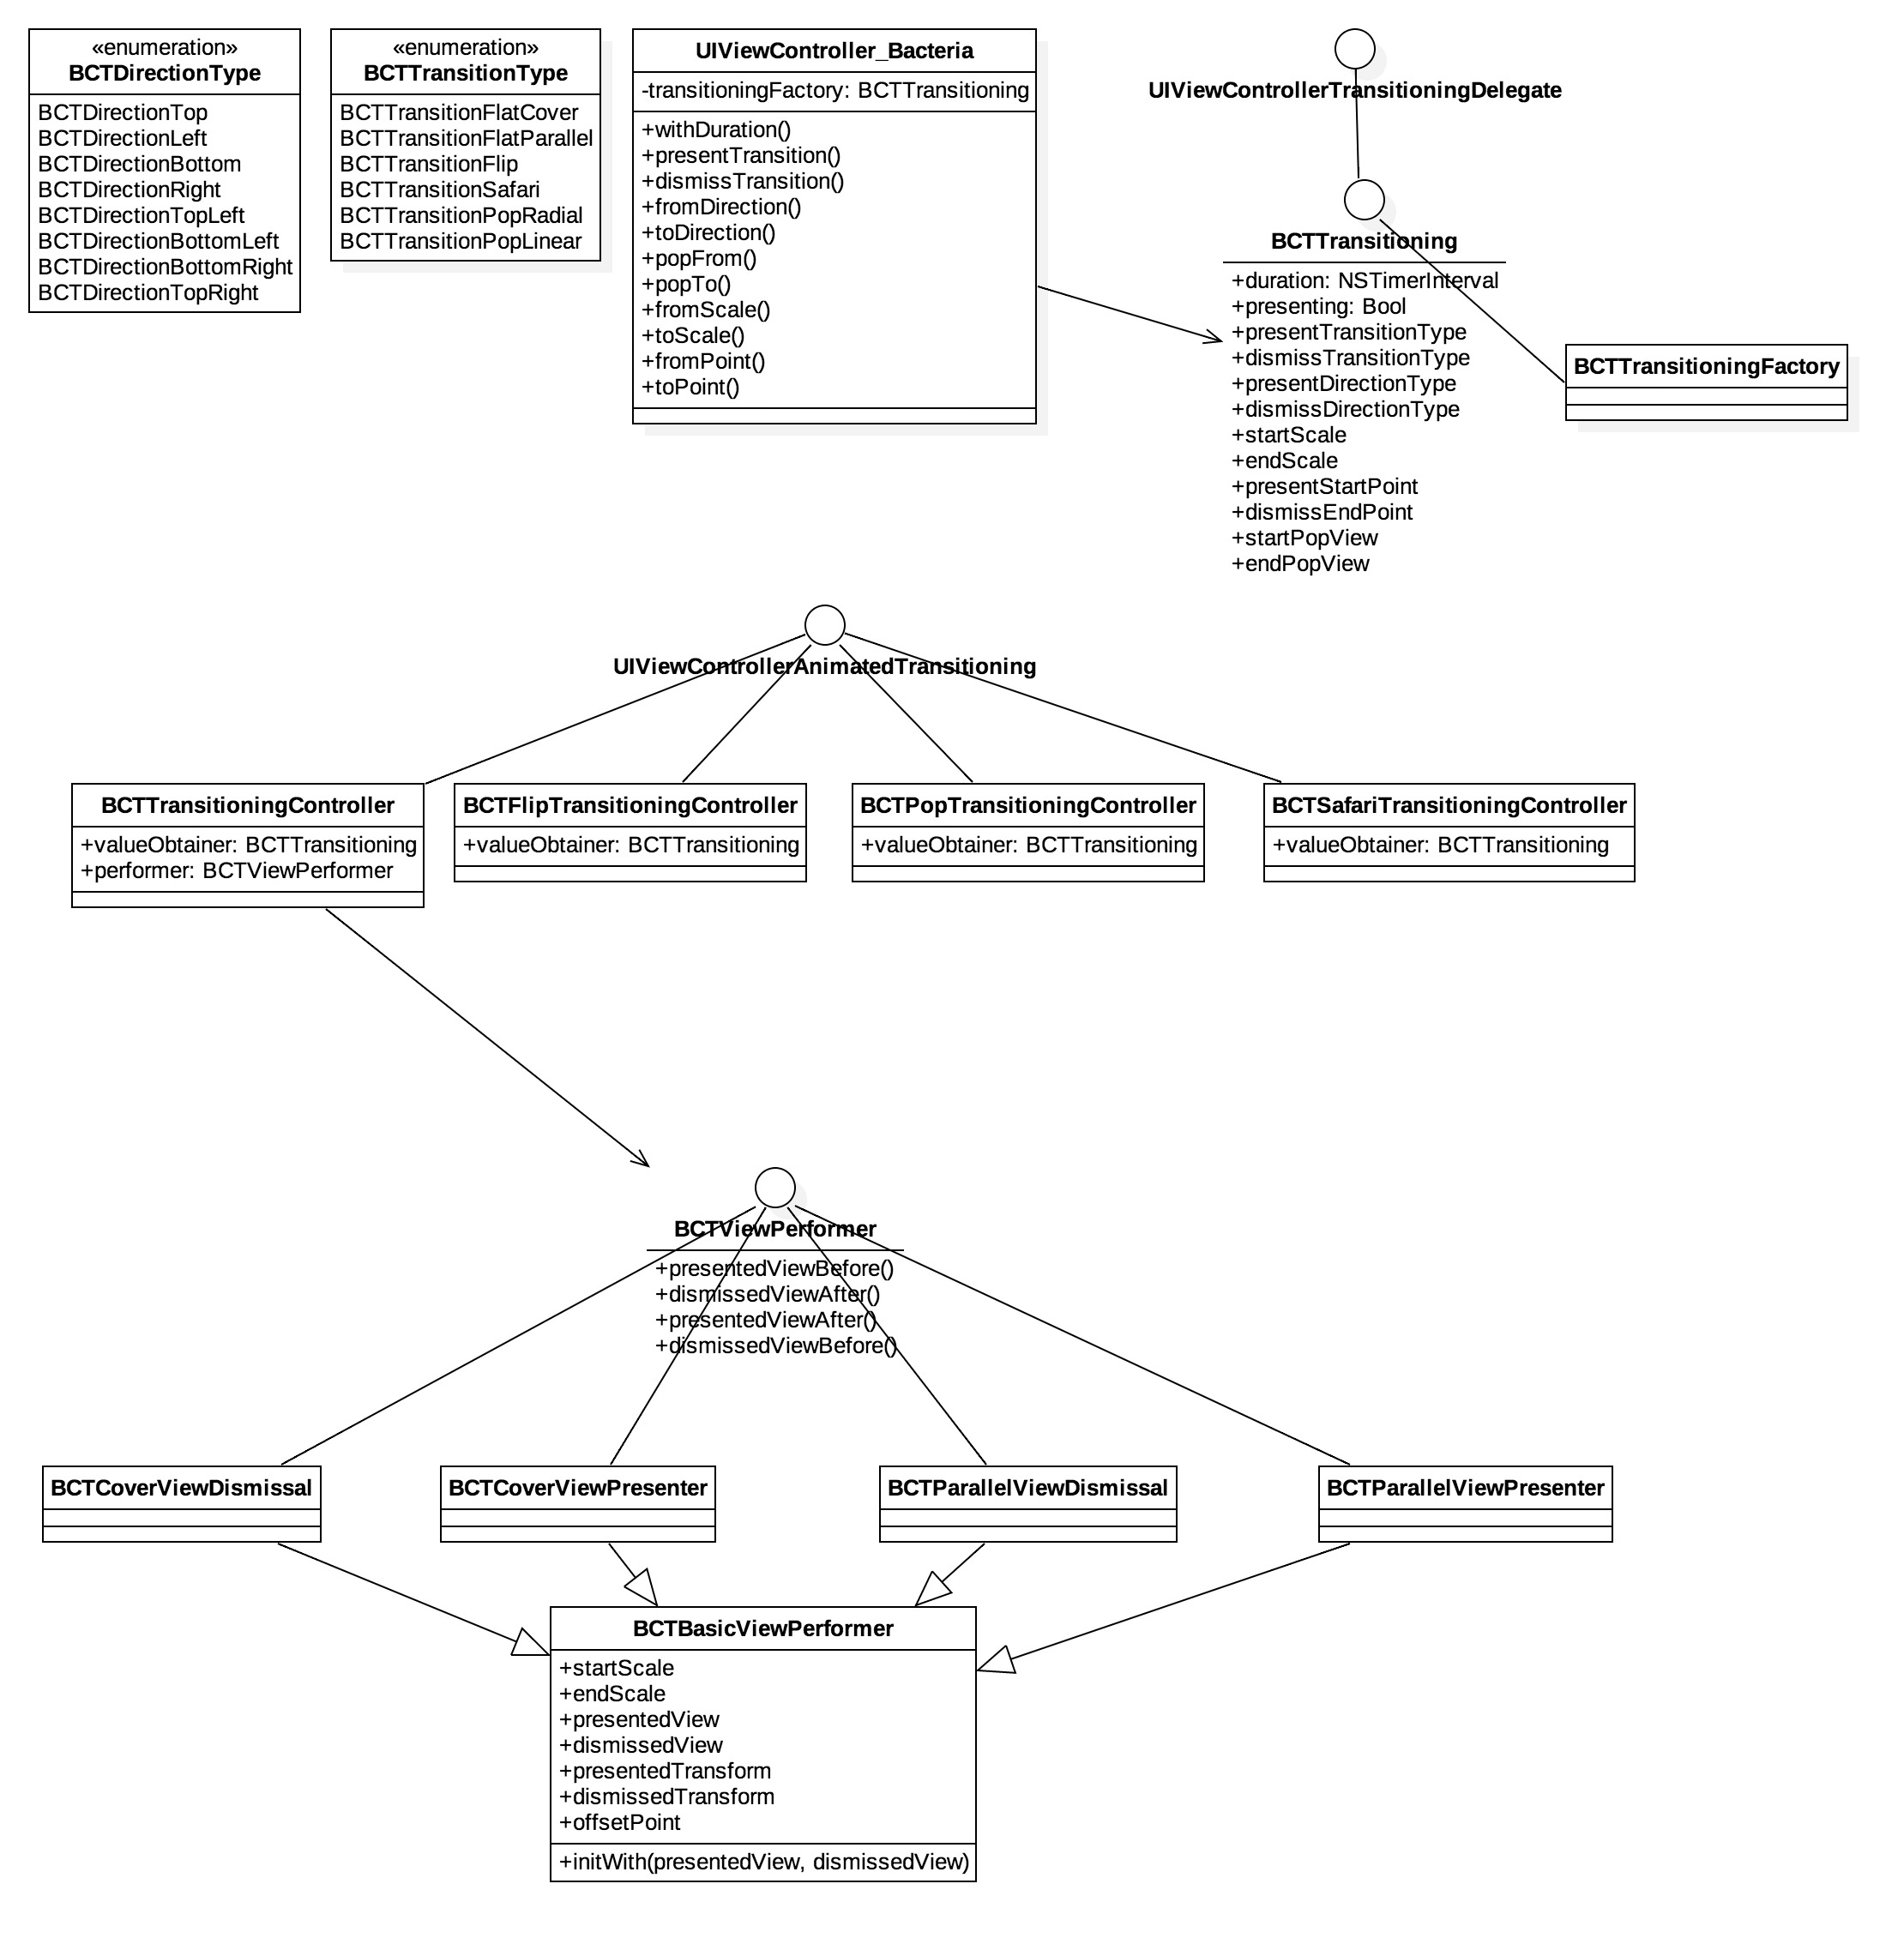 «enumeration»
BCTDirectionType
BCTDirectionTop
BCTDirectionLeft
BCTDirectionBottom
BCTDirectionRight
BCTDirectionTopLeft
BCTDirectionBottomLeft
BCTDirectionBottomRight
BCTDirectionTopRight
«enumeration»
BCTTransitionType
BCTTransitionFlatCover
BCTTransitionFlatParallel
BCTTransitionFlip
BCTTransitionSafari
BCTTransitionPopRadial
BCTTransitionPopLinear
UIViewController_Bacteria
-transitioningFactory: BCTTransitioning
+withDuration()
+presentTransition()
+dismissTransition()
+fromDirection()
+toDirection()
+popFrom()
+popTo()
+fromScale()
+toScale()
+fromPoint()
+toPoint()
UIViewControllerTransitioningDelegate
BCTTransitioning
+duration: NSTimerInterval
+presenting: Bool
+presentTransitionType
+dismissTransitionType
+presentDirectionType
+dismissDirectionType
+startScale
+endScale
+presentStartPoint
+dismissEndPoint
+startPopView
+endPopView
BCTTransitioningFactory
UIViewControllerAnimatedTransitioning
BCTTransitioningController
+valueObtainer: BCTTransitioning
+performer: BCTViewPerformer
BCTFlipTransitioningController
+valueObtainer: BCTTransitioning
BCTPopTransitioningController
+valueObtainer: BCTTransitioning
BCTSafariTransitioningController
+valueObtainer: BCTTransitioning
BCTViewPerformer
+presentedViewBefore()
+dismissedViewAfter()
+presentedViewAfter()
+dismissedViewBefore()
BCTCoverViewDismissal
BCTCoverViewPresenter
BCTParallelViewDismissal
BCTParallelViewPresenter
BCTBasicViewPerformer
+startScale
+endScale
+presentedView
+dismissedView
+presentedTransform
+dismissedTransform
+offsetPoint
+initWith(presentedView, dismissedView)